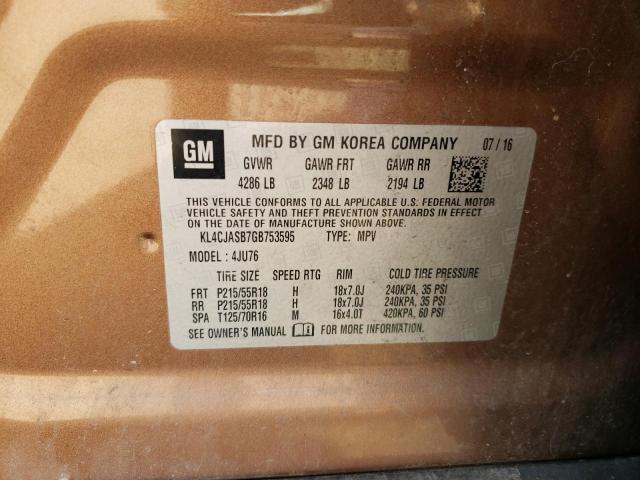 GM
MFD BY GM KOREA COMPANY 07/16
GVWR GAWR FRT GAWR RR
4286 LB 2348 LB 2194 LB
THIS VEHICLE CONFORMS TO ALL APPLICABLE U.S. FEDERAL MOTOR
VEHICLE SAFETY AND THEFT PREVENTION STANDARDS IN EFFECT ON
THE DATE OF MANUFACTURE SHOWN ABOVE.
KL4CJASB7GB753595 TYPE: MPV
MODEL : 4JU76
TIRE SIZE SPEED RTG RIM COLD TIRE PRESSURE
FRT P215/55R18 H 18x7.0J 240KPA, 35 PSI
RR P215/55R18 H 18x7.0J 240KPA, 35 PSI
SPA T125/70R16 M 16x4.0T 420KPA, 60 PSI
SEE OWNER'S MANUAL FOR MORE INFORMATION.